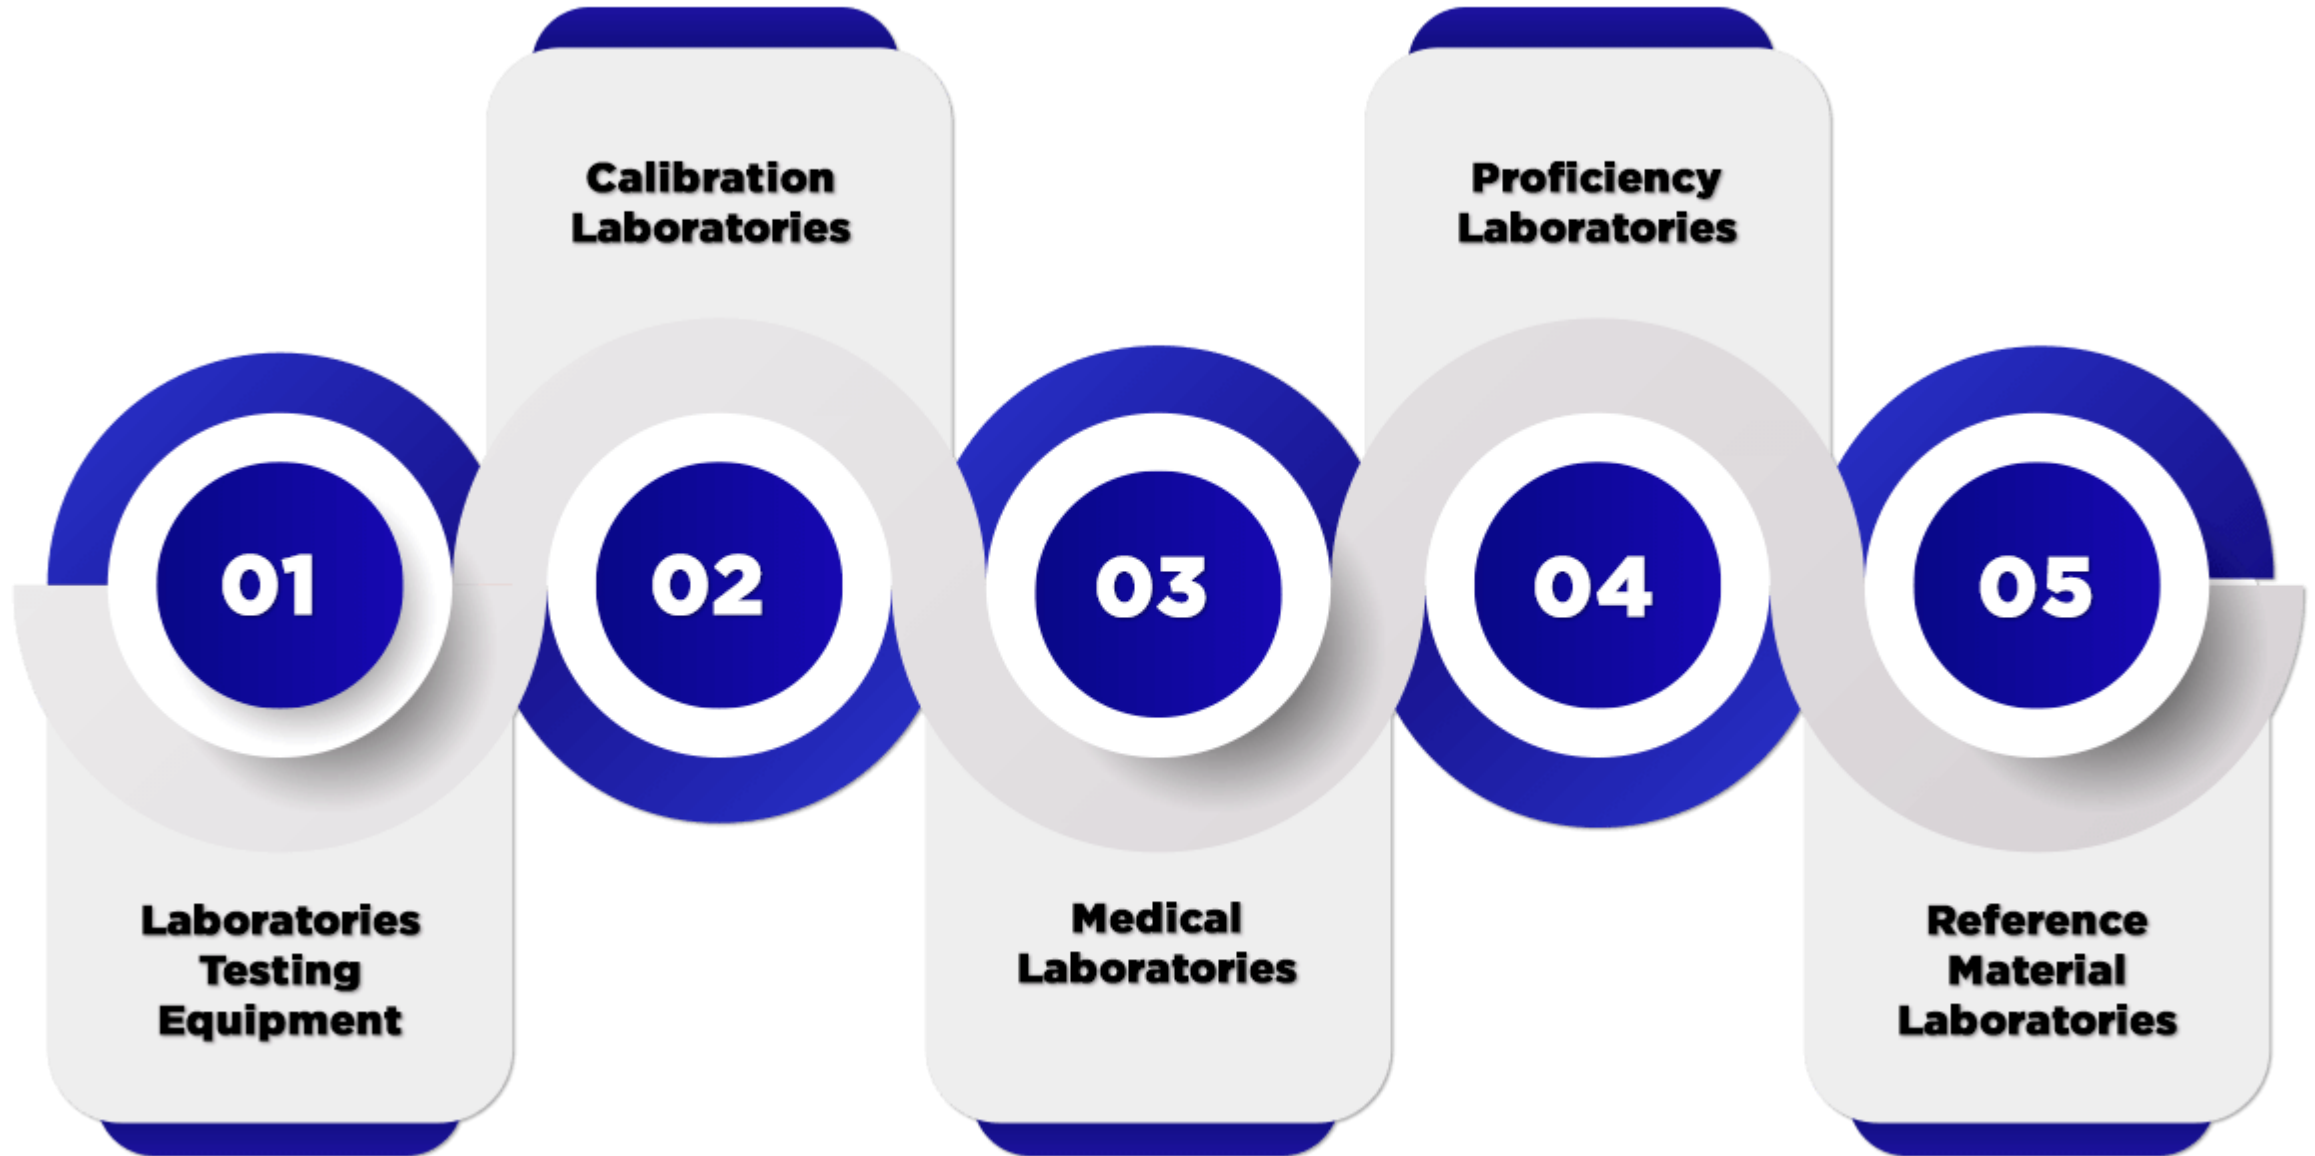 01
Laboratories
Testing
Equipment
02
Calibration
Laboratories
03
Medical
Laboratories
04
Proficiency
Laboratories
05
Reference
Material
Laboratories